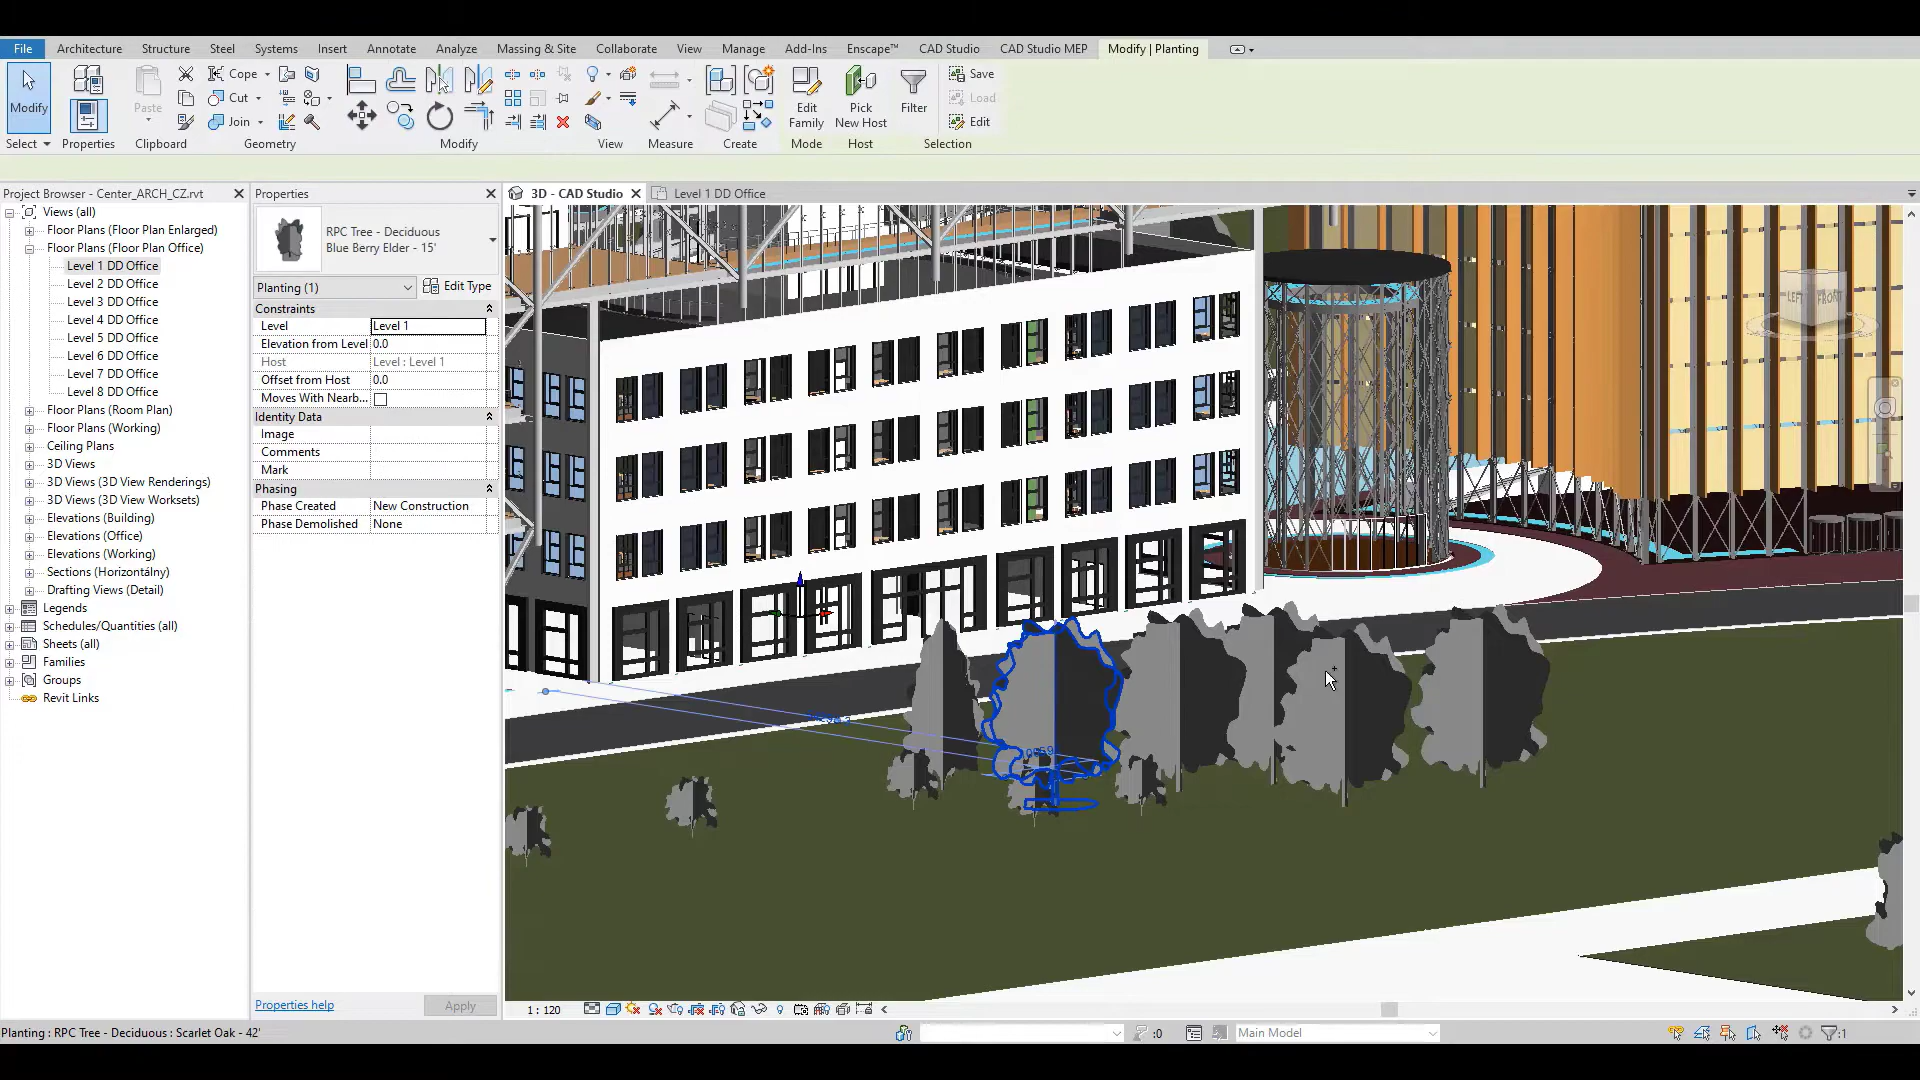 File Architecture Structure Steel Systems Insert Annotate Analyze Massing & Site Collaborate View Manage Add-Ins Enscape™ CAD Studio CAD Studio MEP Modify | Planting
Cope Save
Modify Paste Cut Edit Family Pick New Host Filter Load
Join Edit
Select Properties Clipboard Geometry Modify View Measure Create Mode Host Selection
Project Browser - Center_ARCH_CZ.rvt
Views (all)
Floor Plans (Floor Plan Enlarged)
Floor Plans (Floor Plan Office)
Level 1 DD Office
Level 2 DD Office
Level 3 DD Office
Level 4 DD Office
Level 5 DD Office
Level 6 DD Office
Level 7 DD Office
Level 8 DD Office
Floor Plans (Room Plan)
Floor Plans (Working)
Ceiling Plans
3D Views
3D Views (3D View Renderings)
3D Views (3D View Worksets)
Elevations (Building)
Elevations (Office)
Elevations (Working)
Sections (Horizontálny)
Drafting Views (Detail)
Legends
Schedules/Quantities (all)
Sheets (all)
Families
Groups
Revit Links
Properties
RPC Tree - Deciduous
Blue Berry Elder - 15'
Planting (1) Edit Type
Constraints
Level Level 1
Elevation from Level 0.0
Host Level : Level 1
Offset from Host 0.0
Moves With Nearb...
Identity Data
Image
Comments
Mark
Phasing
Phase Created New Construction
Phase Demolished None
Properties help Apply
3D - CAD Studio Level 1 DD Office
LEFT FRONT
1 : 120
Planting : RPC Tree - Deciduous : Scarlet Oak - 42' :0 Main Model :1